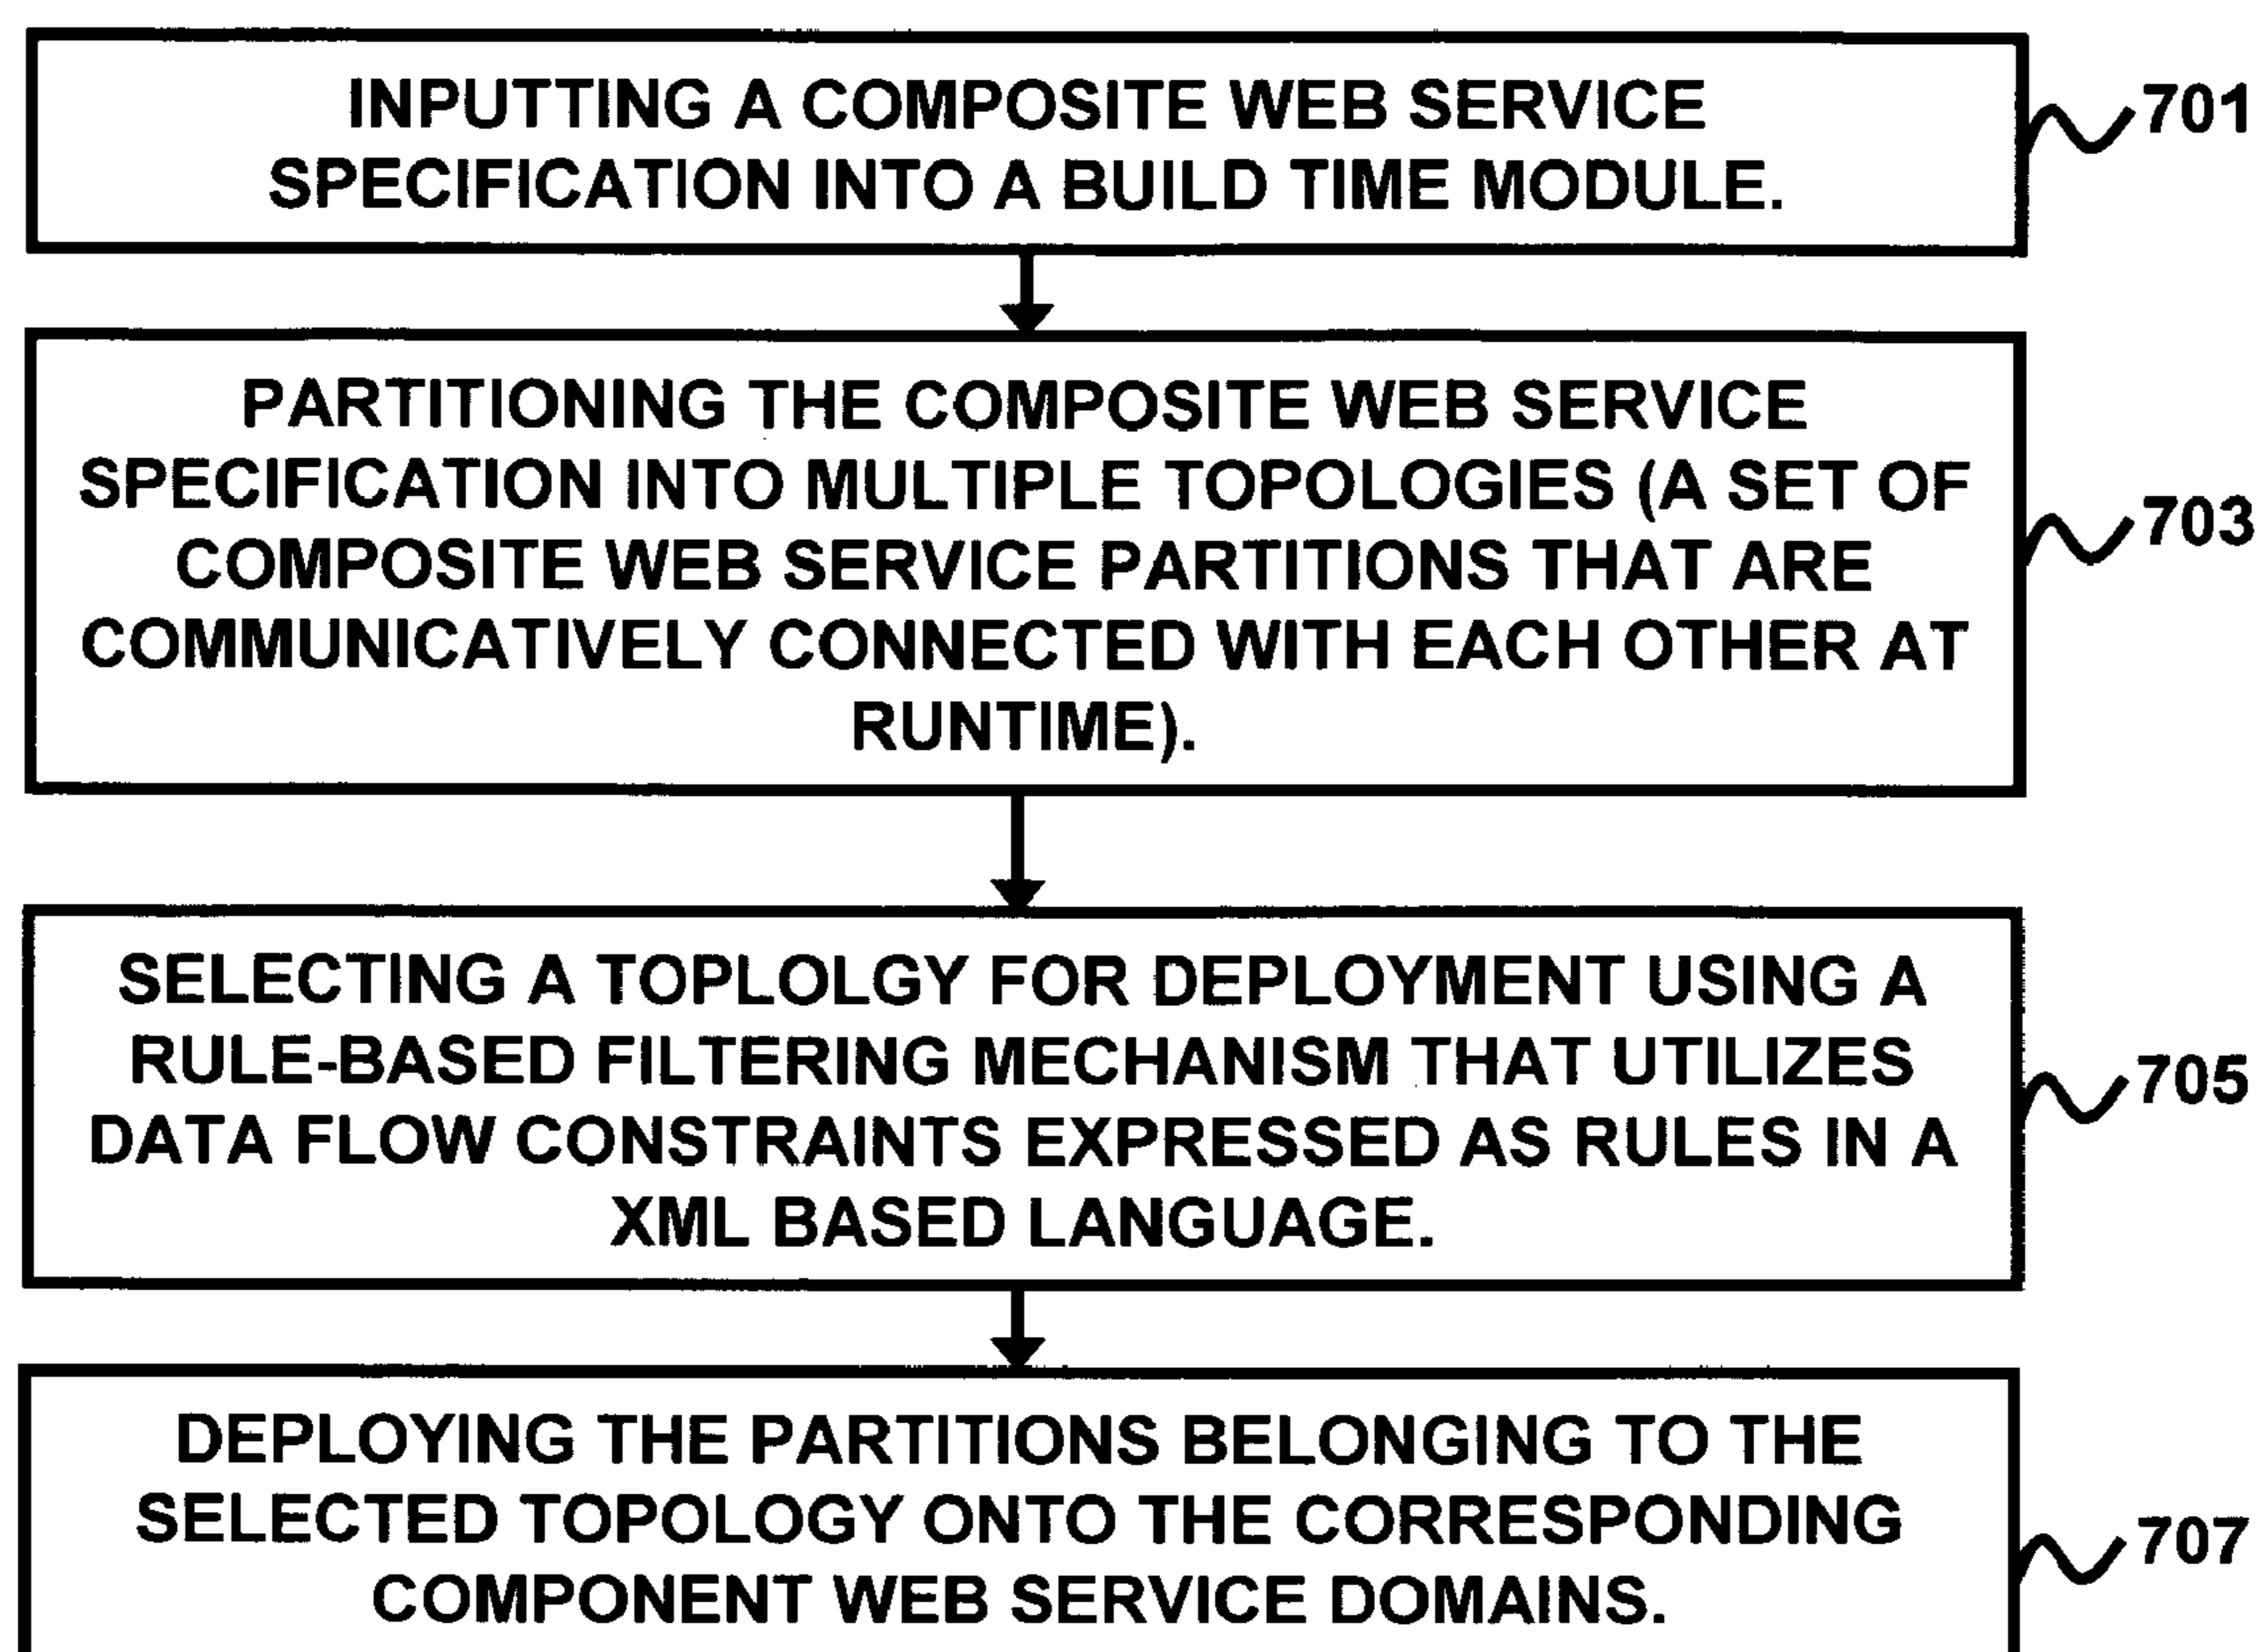 INPUTTING A COMPOSITE WEB SERVICE
SPECIFICATION INTO A BUILD TIME MODULE.
701
PARTITIONING THE COMPOSITE WEB SERVICE
SPECIFICATION INTO MULTIPLE TOPOLOGIES (A SET OF
COMPOSITE WEB SERVICE PARTITIONS THAT ARE
COMMUNICATIVELY CONNECTED WITH EACH OTHER AT
RUNTIME).
703
SELECTING A TOPLOLGY FOR DEPLOYMENT USING A
RULE-BASED FILTERING MECHANISM THAT UTILIZES
DATA FLOW CONSTRAINTS EXPRESSED AS RULES IN A
XML BASED LANGUAGE.
705
DEPLOYING THE PARTITIONS BELONGING TO THE
SELECTED TOPOLOGY ONTO THE CORRESPONDING
COMPONENT WEB SERVICE DOMAINS.
707